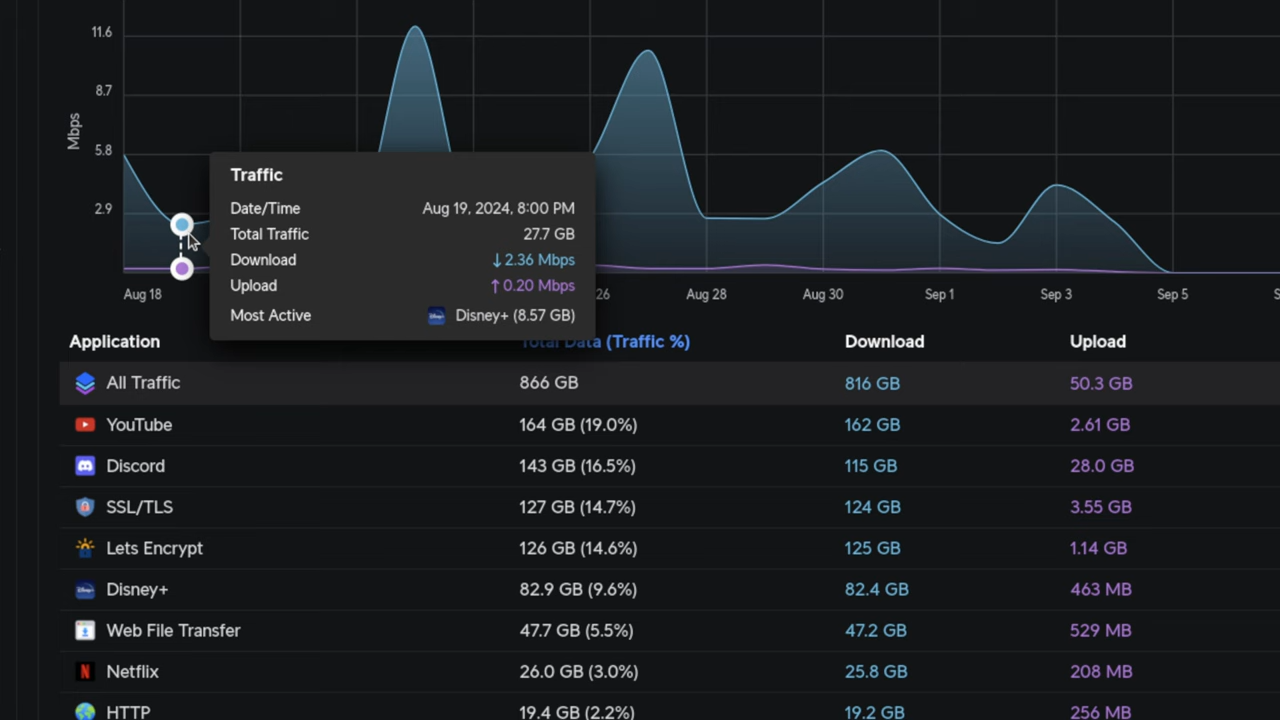 11.6
8.7
5.8
2.9
Mbps
Traffic
Date/Time Aug 19, 2024, 8:00 PM
Total Traffic 27.7 GB
Download ↓ 2.36 Mbps
Upload ↑ 0.20 Mbps
Most Active Disney+ Disney+ (8.57 GB)
Aug 18 26 Aug 28 Aug 30 Sep 1 Sep 3 Sep 5 S
Application Total Data (Traffic %) Download Upload
All Traffic 866 GB 816 GB 50.3 GB
YouTube 164 GB (19.0%) 162 GB 2.61 GB
Discord 143 GB (16.5%) 115 GB 28.0 GB
SSL/TLS 127 GB (14.7%) 124 GB 3.55 GB
Lets Encrypt 126 GB (14.6%) 125 GB 1.14 GB
Disney+ Disney+ 82.9 GB (9.6%) 82.4 GB 463 MB
Web File Transfer 47.7 GB (5.5%) 47.2 GB 529 MB
N Netflix 26.0 GB (3.0%) 25.8 GB 208 MB
HTTP 19.4 GB (2.2%) 19.2 GB 256 MB